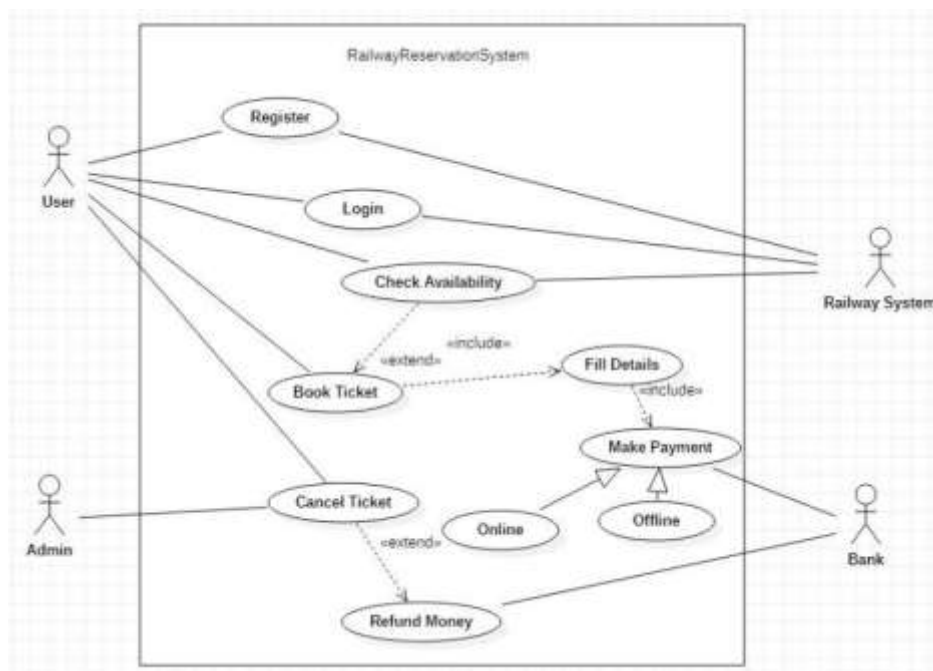 RailwayReservationSystem
Register
User
Login
Check Availability
Railway System
«include»
«extend»
Fill Details
Book Ticket
«include»
Make Payment
Cancel Ticket
Online
Offline
Admin
«extend»
Bank
Refund Money